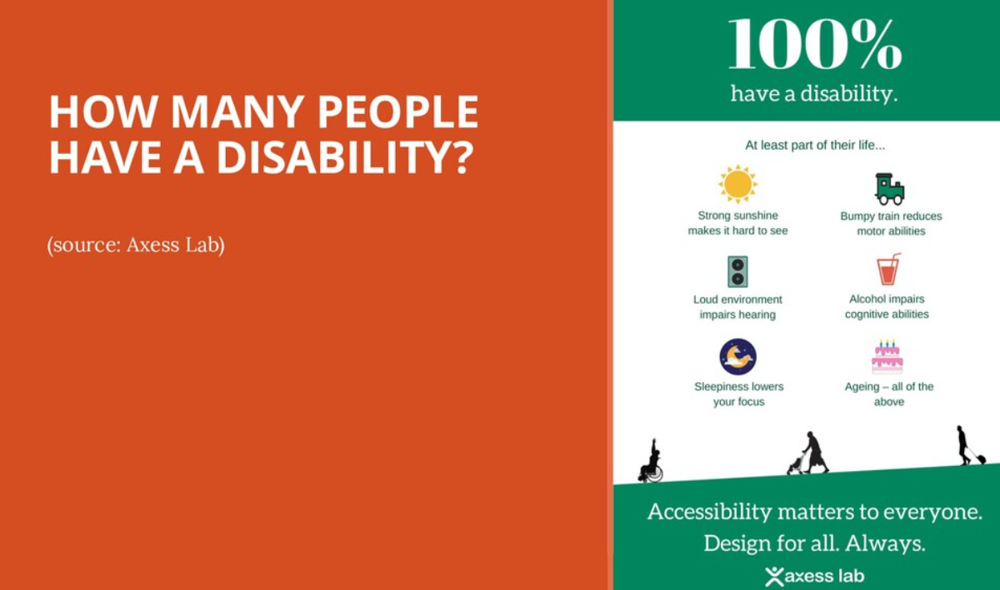 HOW MANY PEOPLE
HAVE A DISABILITY?
(source: Axess Lab)
100%
have a disability.
At least part of their life...
Strong sunshine
makes it hard to see
Bumpy train reduces
motor abilities
Loud environment
impairs hearing
Alcohol impairs
cognitive abilities
Sleepiness lowers
your focus
Ageing – all of the
above
Accessibility matters to everyone.
Design for all. Always.
axess lab